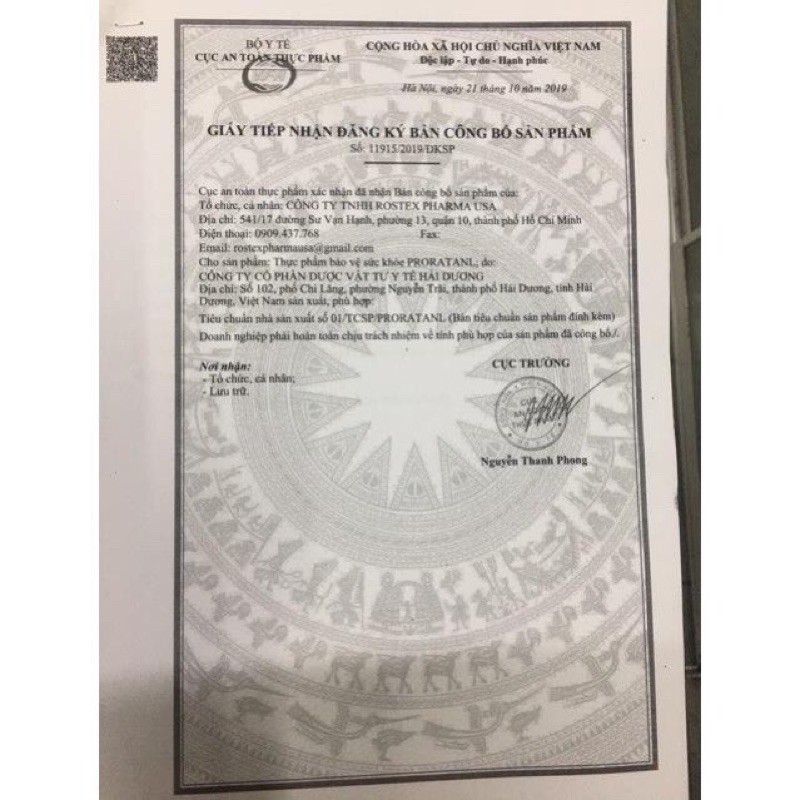 BỘ Y TẾ
CỤC AN TOÀN THỰC PHẨM
CỘNG HÒA XÃ HỘI CHỦ NGHĨA VIỆT NAM
Độc lập - Tự do - Hạnh phúc
Hà Nội, ngày 21 tháng 10 năm 2019
GIẤY TIẾP NHẬN ĐĂNG KÝ BẢN CÔNG BỐ SẢN PHẨM
Số: 11915/2019/ĐKSP
Cục an toàn thực phẩm xác nhận đã nhận Bản công bố sản phẩm của:
Tổ chức, cá nhân: CÔNG TY TNHH ROSTEX PHARMA USA
Địa chỉ: 541/17 đường Sư Vạn Hạnh, phường 13, quận 10, thành phố Hồ Chí Minh
Điện thoại: 0909.437.768 Fax:
Email: rostexpharmausa@gmail.com
Cho sản phẩm: Thực phẩm bảo vệ sức khỏe PRORATANL; do:
CÔNG TY CỔ PHẦN DƯỢC VẬT TƯ Y TẾ HẢI DƯƠNG
Địa chỉ: Số 102, phố Chi Lăng, phường Nguyễn Trãi, thành phố Hải Dương, tỉnh Hải
Dương, Việt Nam sản xuất, phù hợp:
Tiêu chuẩn nhà sản xuất số 01/TCSP/PRORATANL (Bản tiêu chuẩn sản phẩm đính kèm)
Doanh nghiệp phải hoàn toàn chịu trách nhiệm về tính phù hợp của sản phẩm đã công bố./.
Nơi nhận:
- Tổ chức, cá nhân;
- Lưu trữ.
CỤC TRƯỞNG
Nguyễn Thanh Phong